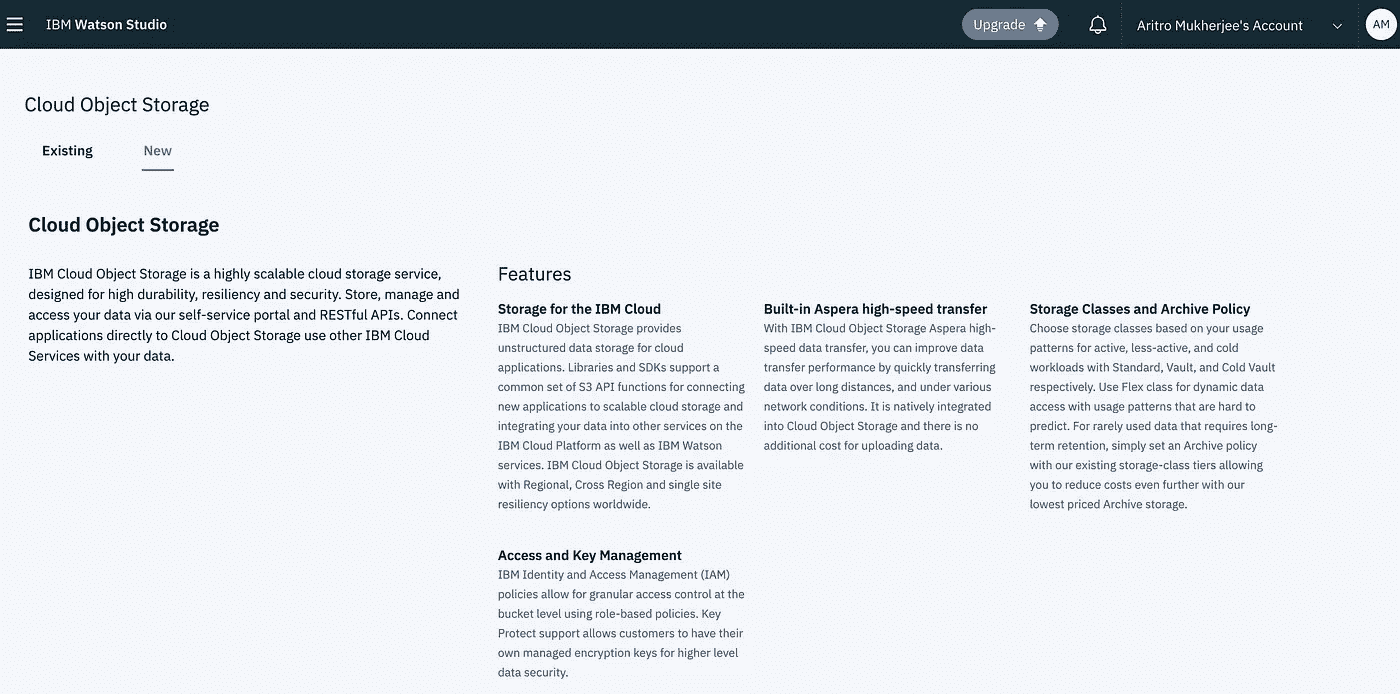 IBM Watson Studio
Upgrade
Aritro Mukherjee's Account
AM
Cloud Object Storage
Existing
New
Cloud Object Storage
IBM Cloud Object Storage is a highly scalable cloud storage service,
designed for high durability, resiliency and security. Store, manage and
access your data via our self-service portal and RESTful APIs. Connect
applications directly to Cloud Object Storage use other IBM Cloud
Services with your data.
Features
Storage for the IBM Cloud
IBM Cloud Object Storage provides
unstructured data storage for cloud
applications. Libraries and SDKs support a
common set of S3 API functions for connecting
new applications to scalable cloud storage and
integrating your data into other services on the
IBM Cloud Platform as well as IBM Watson
services. IBM Cloud Object Storage is available
with Regional, Cross Region and single site
resiliency options worldwide.
Built-in Aspera high-speed transfer
With IBM Cloud Object Storage Aspera high-
speed data transfer, you can improve data
transfer performance by quickly transferring
data over long distances, and under various
network conditions. It is natively integrated
into Cloud Object Storage and there is no
additional cost for uploading data.
Storage Classes and Archive Policy
Choose storage classes based on your usage
patterns for active, less-active, and cold
workloads with Standard, Vault, and Cold Vault
respectively. Use Flex class for dynamic data
access with usage patterns that are hard to
predict. For rarely used data that requires long-
term retention, simply set an Archive policy
with our existing storage-class tiers allowing
you to reduce costs even further with our
lowest priced Archive storage.
Access and Key Management
IBM Identity and Access Management (IAM)
policies allow for granular access control at the
bucket level using role-based policies. Key
Protect support allows customers to have their
own managed encryption keys for higher level
data security.